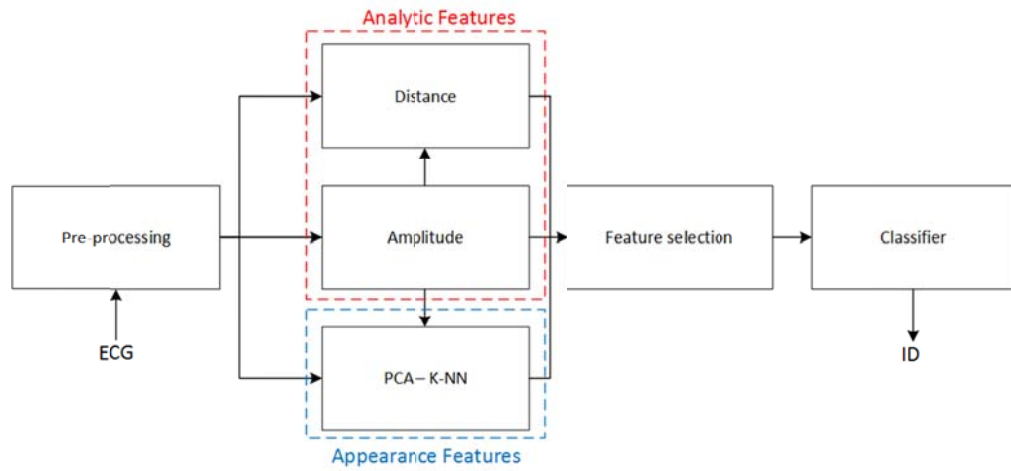 Analytic Features
Distance
Pre-processing
Amplitude
Feature selection
Classifier
ECG
ID
PCA– K-NN
Appearance Features